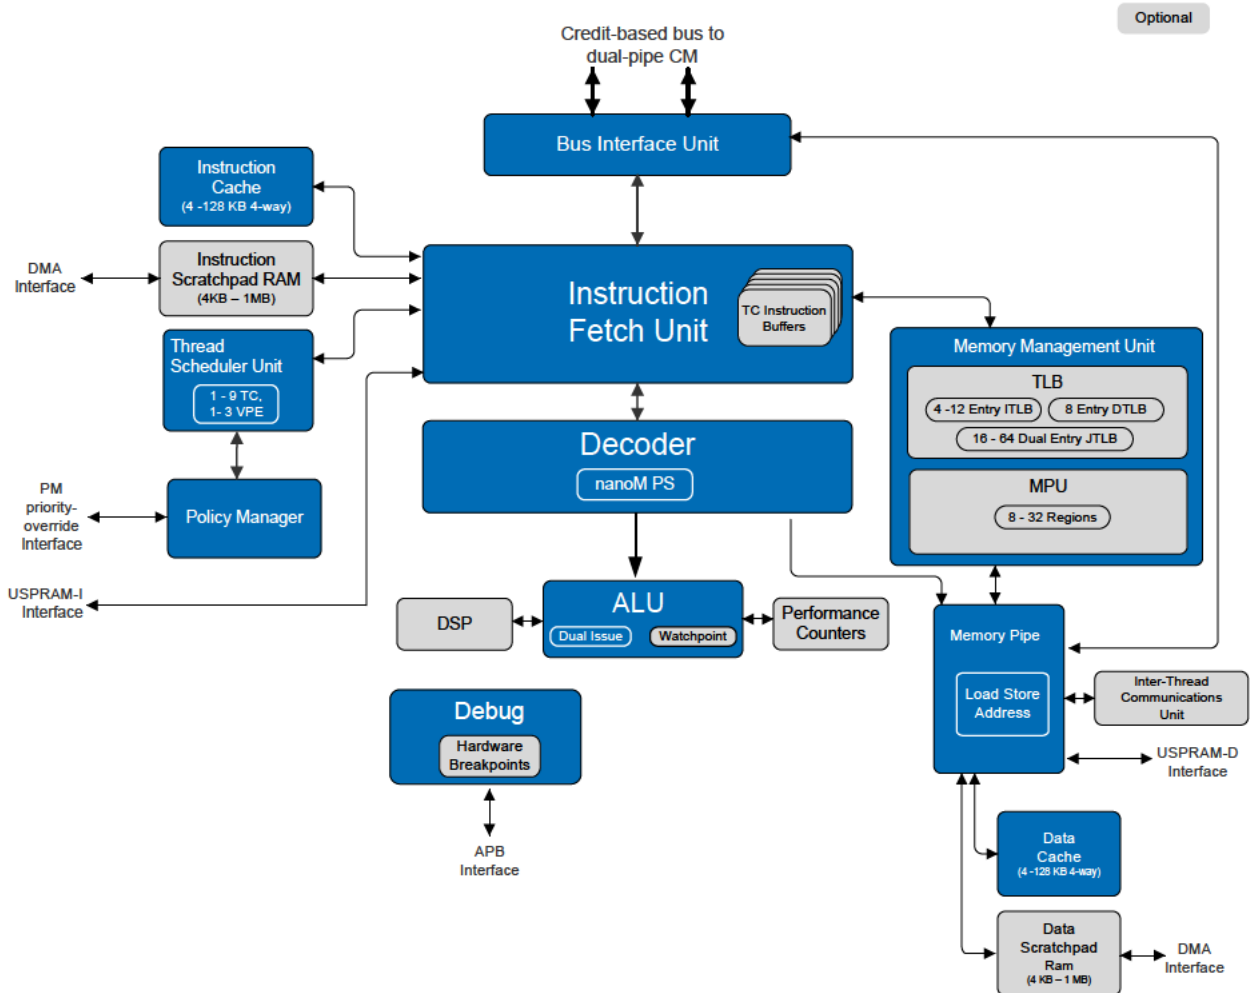 Optional
Credit-based bus to
dual-pipe CM
Bus Interface Unit
Instruction
Cache
(4 -128 KB 4-way)
DMA
Interface
Instruction
Scratchpad RAM
(4KB – 1MB)
Instruction
Fetch Unit
TC Instruction
Buffers
Thread
Scheduler Unit
1 - 9 TC,
1- 3 VPE
Memory Management Unit
TLB
4 -12 Entry ITLB
8 Entry DTLB
16 - 64 Dual Entry JTLB
MPU
8 - 32 Regions
Decoder
nanoM PS
PM
priority-
override
Interface
Policy Manager
USPRAM-I
Interface
DSP
ALU
Dual Issue
Watchpoint
Performance
Counters
Memory Pipe
Load Store
Address
Inter-Thread
Communications
Unit
USPRAM-D
Interface
Debug
Hardware
Breakpoints
APB
Interface
Data
Cache
(4 -128 KB 4-way)
Data
Scratchpad
Ram
(4 KB – 1 MB)
DMA
Interface